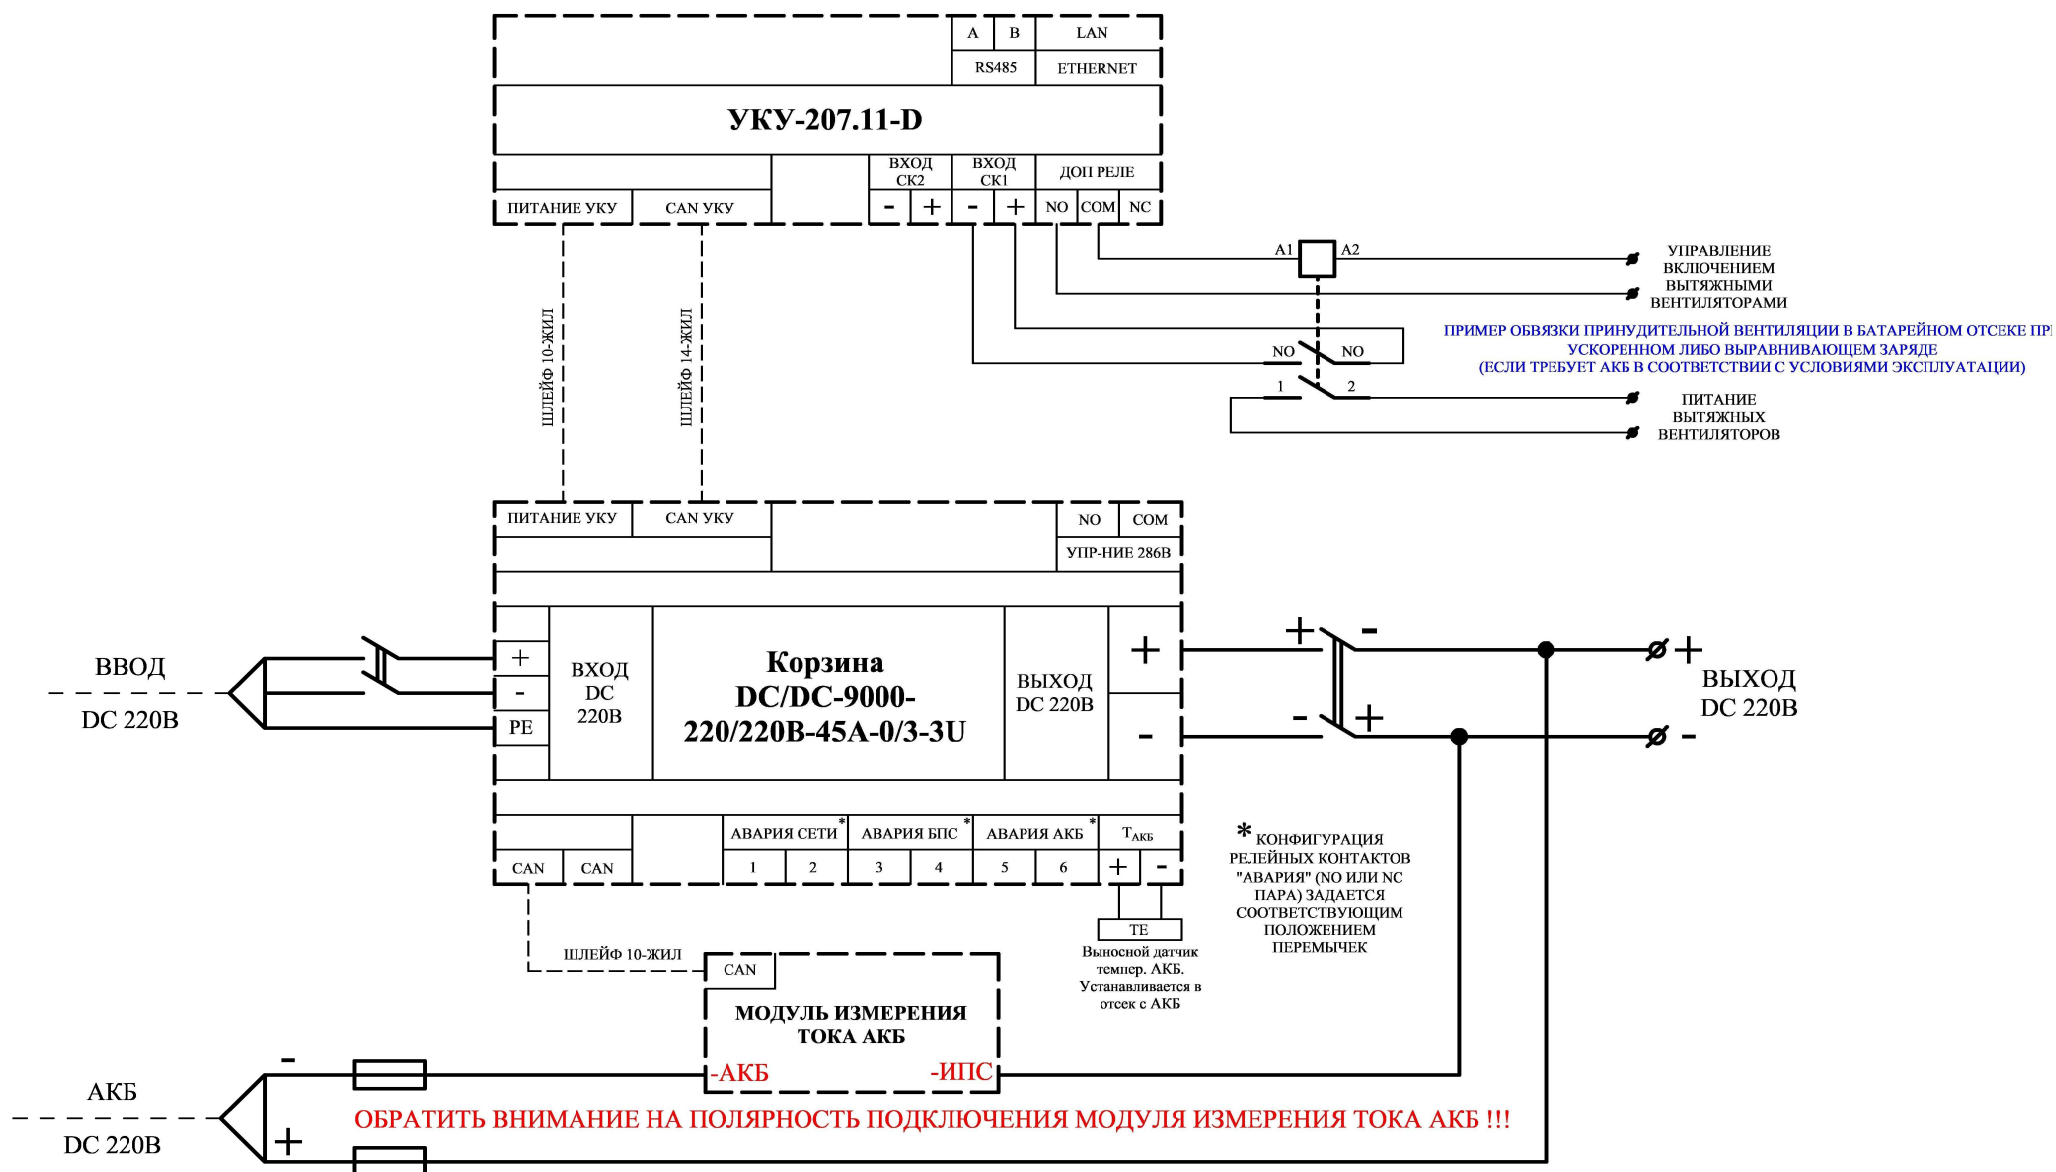 A B LAN
RS485 ETHERNET
УКУ-207.11-D
ВХОД СК2 ВХОД СК1 ДОП РЕЛЕ
ПИТАНИЕ УКУ CAN УКУ - + - + NO COM NC
A1 A2
УПРАВЛЕНИЕ
ВКЛЮЧЕНИЕМ
ВЫТЯЖНЫМИ
ВЕНТИЛЯТОРАМИ
ШЛЕЙФ 10-ЖИЛ
ШЛЕЙФ 14-ЖИЛ
ПРИМЕР ОБВЯЗКИ ПРИНУДИТЕЛЬНОЙ ВЕНТИЛЯЦИИ В БАТАРЕЙНОМ ОТСЕКЕ ПРИ
УСКОРЕННОМ ЛИБО ВЫРАВНИВАЮЩЕМ ЗАРЯДЕ
(ЕСЛИ ТРЕБУЕТ АКБ В СООТВЕТСТВИИ С УСЛОВИЯМИ ЭКСПЛУАТАЦИИ)
NO NO
1 2
ПИТАНИЕ
ВЫТЯЖНЫХ
ВЕНТИЛЯТОРОВ
ПИТАНИЕ УКУ CAN УКУ NO COM
УПР-НИЕ 286В
ВВОД
DC 220В
+
-
PE
ВХОД
DC
220В
Корзина
DC/DC-9000-
220/220В-45А-0/3-3U
ВЫХОД
DC 220В
+
-
+ -
- +
+
-
ВЫХОД
DC 220В
АВАРИЯ СЕТИ* АВАРИЯ БПС* АВАРИЯ АКБ* TАКБ
CAN CAN 1 2 3 4 5 6 + -
* КОНФИГУРАЦИЯ
РЕЛЕЙНЫХ КОНТАКТОВ
"АВАРИЯ" (NO ИЛИ NC
ПАРА) ЗАДАЕТСЯ
СООТВЕТСТВУЮЩИМ
ПОЛОЖЕНИЕМ
ПЕРЕМЫЧЕК
TE
Выносной датчик
темпер. АКБ.
Устанавливается в
отсек с АКБ
ШЛЕЙФ 10-ЖИЛ
CAN
МОДУЛЬ ИЗМЕРЕНИЯ
ТОКА АКБ
-АКБ -ИПС
АКБ
DC 220В
-
+
ОБРАТИТЬ ВНИМАНИЕ НА ПОЛЯРНОСТЬ ПОДКЛЮЧЕНИЯ МОДУЛЯ ИЗМЕРЕНИЯ ТОКА АКБ !!!